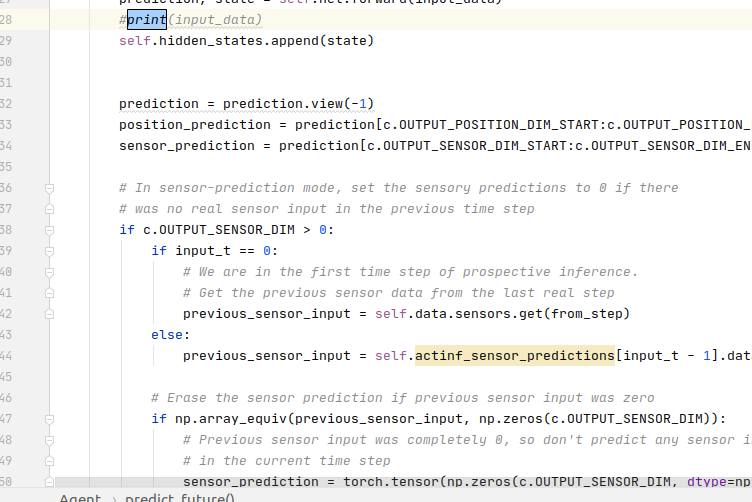 prediction, state = self.net.forward(input_data)
28 #print(input_data)
29 self.hidden_states.append(state)
30
31
32 prediction = prediction.view(-1)
33 position_prediction = prediction[c.OUTPUT_POSITION_DIM_START:c.OUTPUT_POSITION_
34 sensor_prediction = prediction[c.OUTPUT_SENSOR_DIM_START:c.OUTPUT_SENSOR_DIM_EN
35
36 # In sensor-prediction mode, set the sensory predictions to 0 if there
37 # was no real sensor input in the previous time step
38 if c.OUTPUT_SENSOR_DIM > 0:
39 if input_t == 0:
40 # We are in the first time step of prospective inference.
41 # Get the previous sensor data from the last real step
42 previous_sensor_input = self.data.sensors.get(from_step)
43 else:
44 previous_sensor_input = self.actinf_sensor_predictions[input_t - 1].dat
45
46 # Erase the sensor prediction if previous sensor input was zero
47 if np.array_equiv(previous_sensor_input, np.zeros(c.OUTPUT_SENSOR_DIM)):
48 # Previous sensor input was completely 0, so don't predict any sensor i
49 # in the current time step
50 sensor_prediction = torch.tensor(np.zeros(c.OUTPUT_SENSOR_DIM, dtype=np
Agent > predict_future()